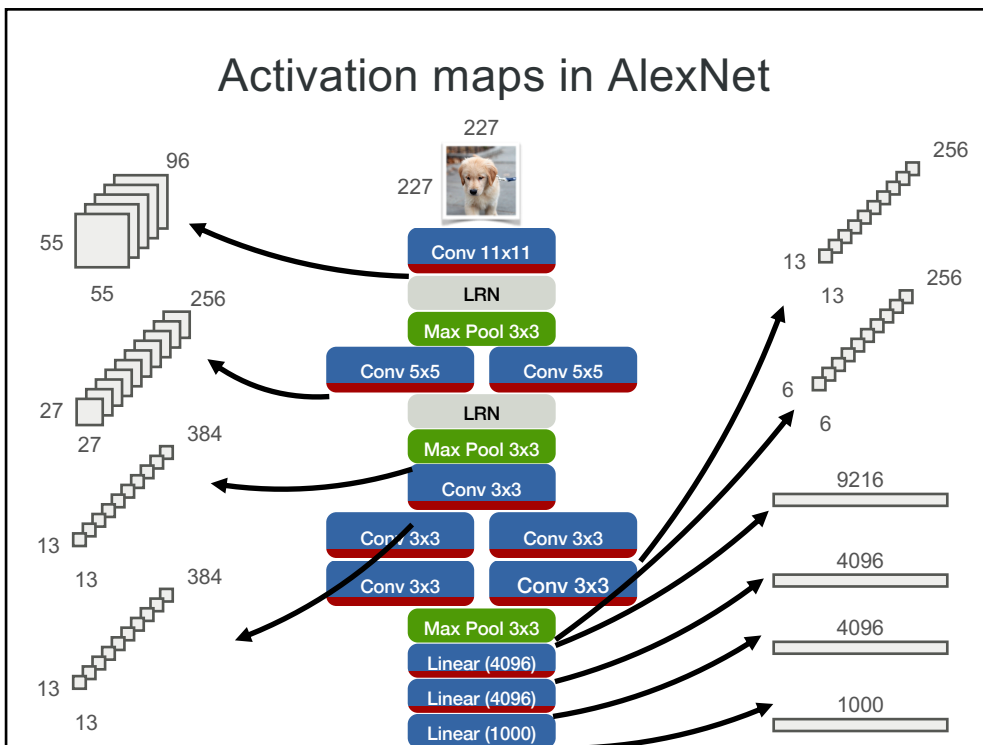 Activation maps in AlexNet
227
227
96
55
55
256
27
27
384
13
13
384
13
13
Conv 11x11
LRN
Max Pool 3x3
Conv 5x5
Conv 5x5
LRN
Max Pool 3x3
Conv 3x3
Conv 3x3
Conv 3x3
Conv 3x3
Conv 3x3
Max Pool 3x3
Linear (4096)
Linear (4096)
Linear (1000)
256
13
13
256
6
6
9216
4096
4096
1000